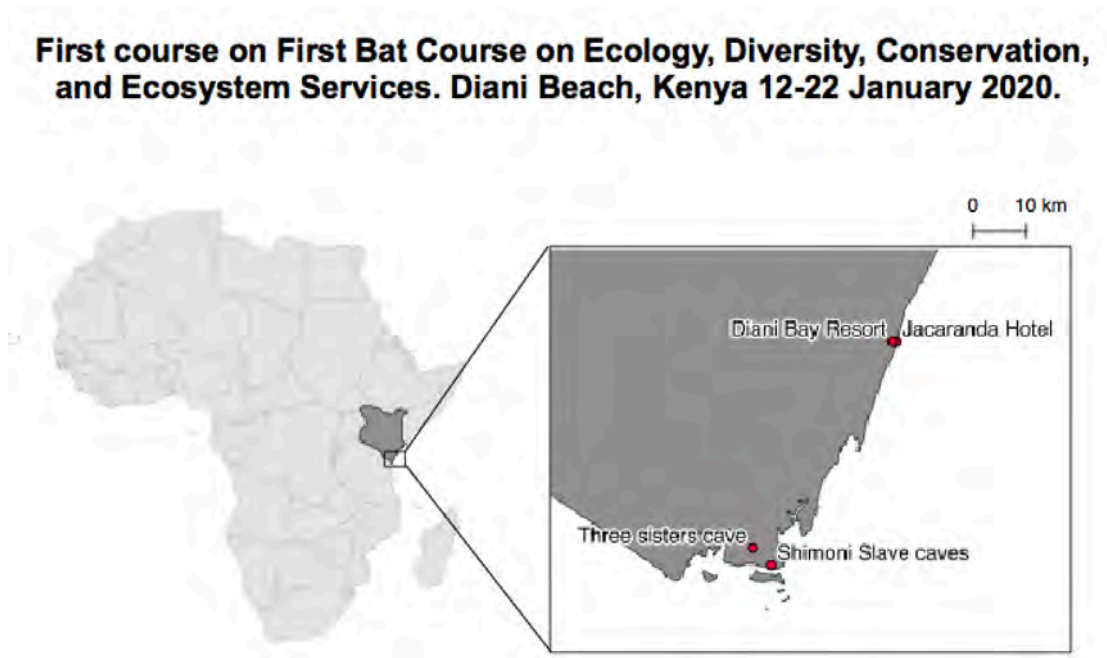 First course on First Bat Course on Ecology, Diversity, Conservation,
and Ecosystem Services. Diani Beach, Kenya 12-22 January 2020.
0 10 km
Diani Bay Resort Jacaranda Hotel
Three sisters cave
Shimoni Slave caves